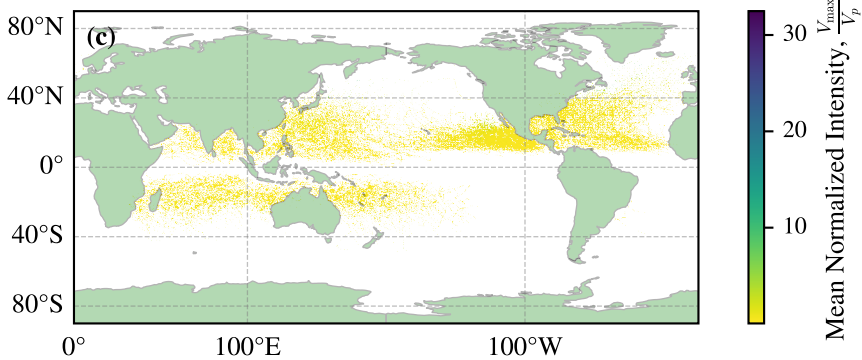 (c)
80°N
40°N
0°
40°S
80°S
0°
100°E
100°W
30
20
10
Mean Normalized Intensity, V_max/V_p